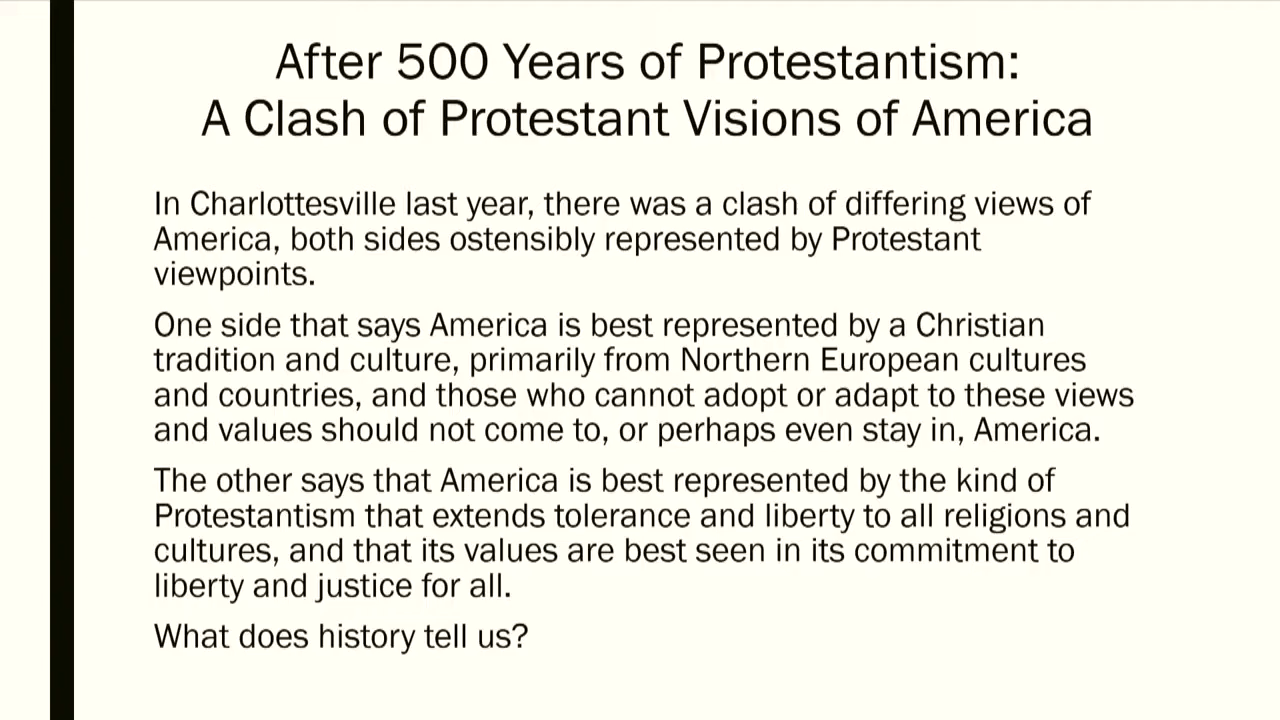 After 500 Years of Protestantism:
A Clash of Protestant Visions of America
In Charlottesville last year, there was a clash of differing views of
America, both sides ostensibly represented by Protestant
viewpoints.
One side that says America is best represented by a Christian
tradition and culture, primarily from Northern European cultures
and countries, and those who cannot adopt or adapt to these views
and values should not come to, or perhaps even stay in, America.
The other says that America is best represented by the kind of
Protestantism that extends tolerance and liberty to all religions and
cultures, and that its values are best seen in its commitment to
liberty and justice for all.
What does history tell us?